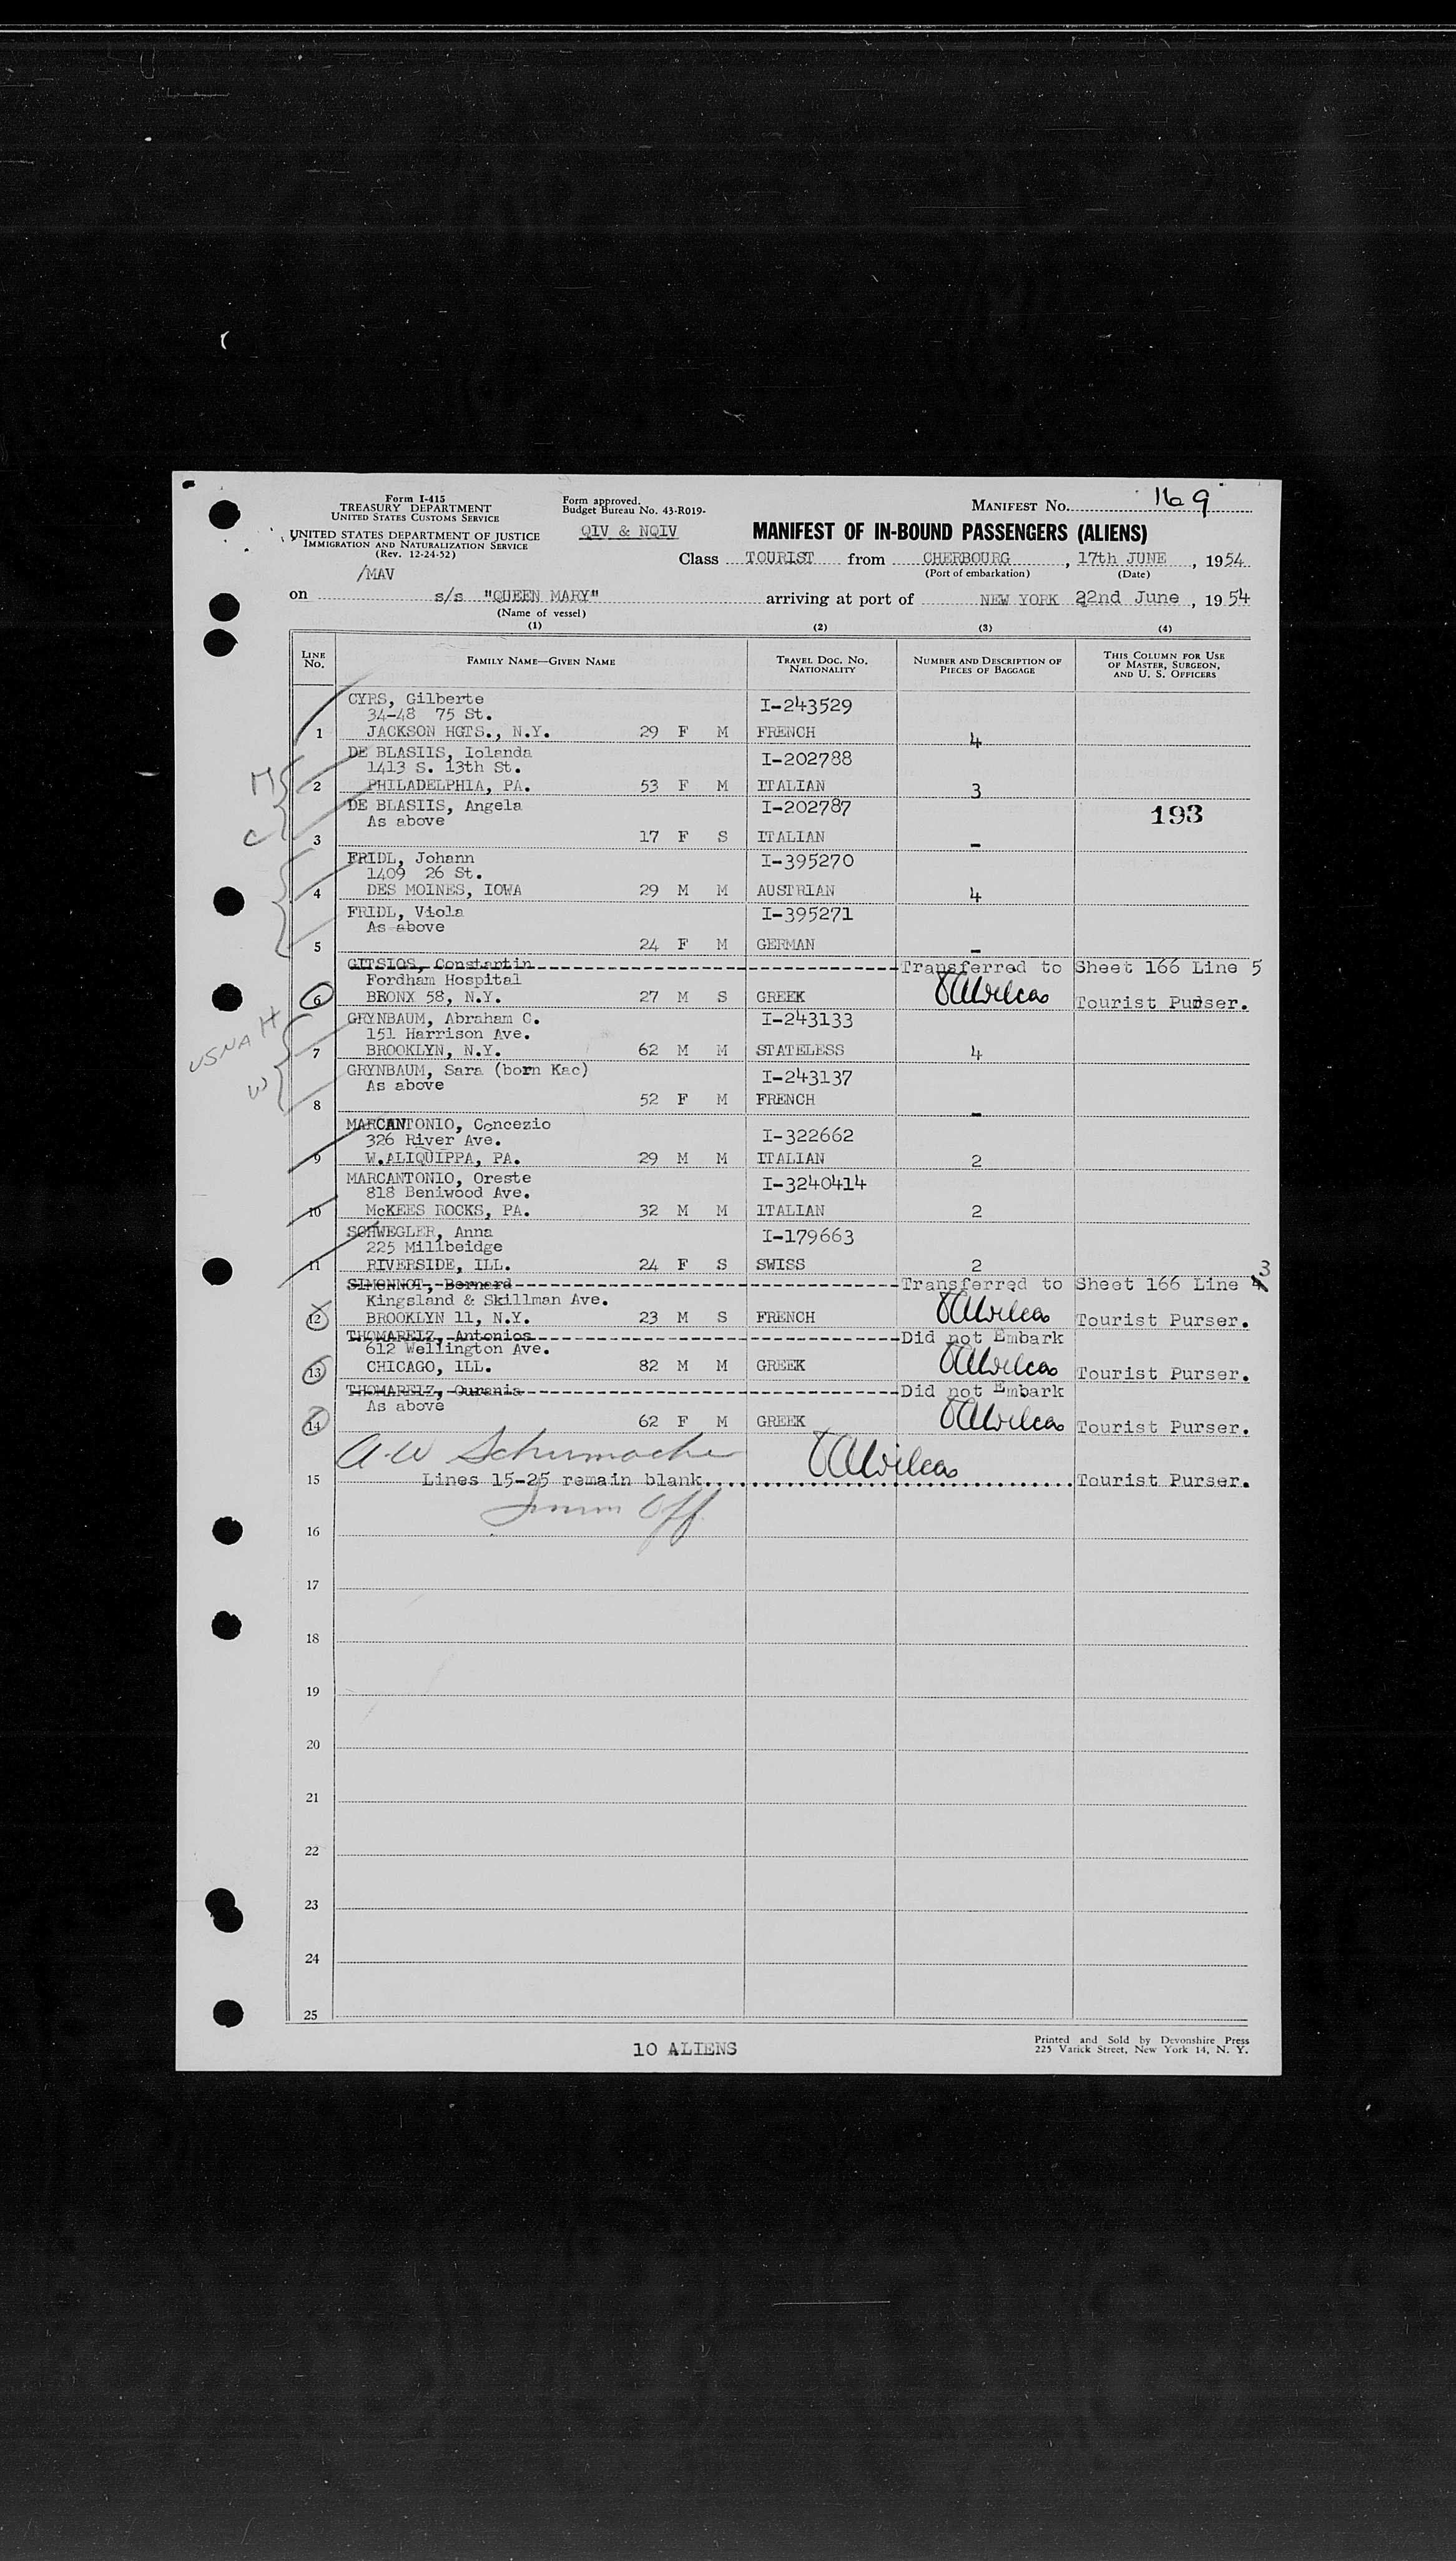 Form I-415
TREASURY DEPARTMENT
UNITED STATES CUSTOMS SERVICE
UNITED STATES DEPARTMENT OF JUSTICE
IMMIGRATION AND NATURALIZATION SERVICE
(Rev. 12-24-52)
/MAV
Form approved.
Budget Bureau No. 43-R019-
QIV & NQIV
MANIFEST NO. 169
MANIFEST OF IN-BOUND PASSENGERS (ALIENS)
Class TOURIST from CHERBOURG, 17th JUNE, 1954
(Port of embarkation) (Date)
on s/s "QUEEN MARY" arriving at port of NEW YORK 22nd June, 1954
(Name of vessel)
(1) (2) (3) (4)
LINE NO. FAMILY NAME—GIVEN NAME TRAVEL DOC. NO. NATIONALITY NUMBER AND DESCRIPTION OF PIECES OF BAGGAGE THIS COLUMN FOR USE OF MASTER, SURGEON, AND U. S. OFFICERS
CYRS, Gilberte I-243529
34-48 75 St.
1 JACKSON HGTS., N.Y. 29 F M FRENCH 4
DE BLASIIS, Iolanda I-202788
1413 S. 13th St.
2 PHILADELPHIA, PA. 53 F M ITALIAN 3
DE BLASIIS, Angela I-202787 193
As above
3 17 F S ITALIAN -
FRIDL, Johann I-395270
1409 26 St.
4 DES MOINES, IOWA 29 M M AUSTRIAN 4
FRIDL, Viola I-395271
As above
5 24 F M GERMAN -
GITSIOS, Constantin Transferred to Sheet 166 Line 5
Fordham Hospital
6 BRONX 58, N.Y. 27 M S GREEK Tourist Purser.
GRYNBAUM, Abraham C. I-243133
151 Harrison Ave.
USNA H
7 BROOKLYN, N.Y. 62 M M STATELESS 4
GRYNBAUM, Sara (born Kac) I-243137
As above
W
8 52 F M FRENCH -
MARCANTONIO, Concezio I-322662
326 River Ave.
9 W.ALIQUIPPA, PA. 29 M M ITALIAN 2
MARCANTONIO, Oreste I-3240414
818 Beniwood Ave.
10 McKEES ROCKS, PA. 32 M M ITALIAN 2
SCHWEGLER, Anna I-179663
225 Millbeidge
11 RIVERSIDE, ILL. 24 F S SWISS 2
SIMONNOT, Bernard Transferred to Sheet 166 Line 3
Kingsland & Skillman Ave.
12 BROOKLYN 11, N.Y. 23 M S FRENCH Tourist Purser.
THOMAREIZ, Antonios Did not Embark
612 Wellington Ave.
13 CHICAGO, ILL. 82 M M GREEK Tourist Purser.
THOMAREIZ, Ourania Did not Embark
As above
14 62 F M GREEK Tourist Purser.
A.W Schumacher
15 Lines 15-25 remain blank. Tourist Purser.
Imm Off
16
17
18
19
20
21
22
23
24
25
10 ALIENS
Printed and Sold by Devonshire Press
225 Varick Street, New York 14, N. Y.